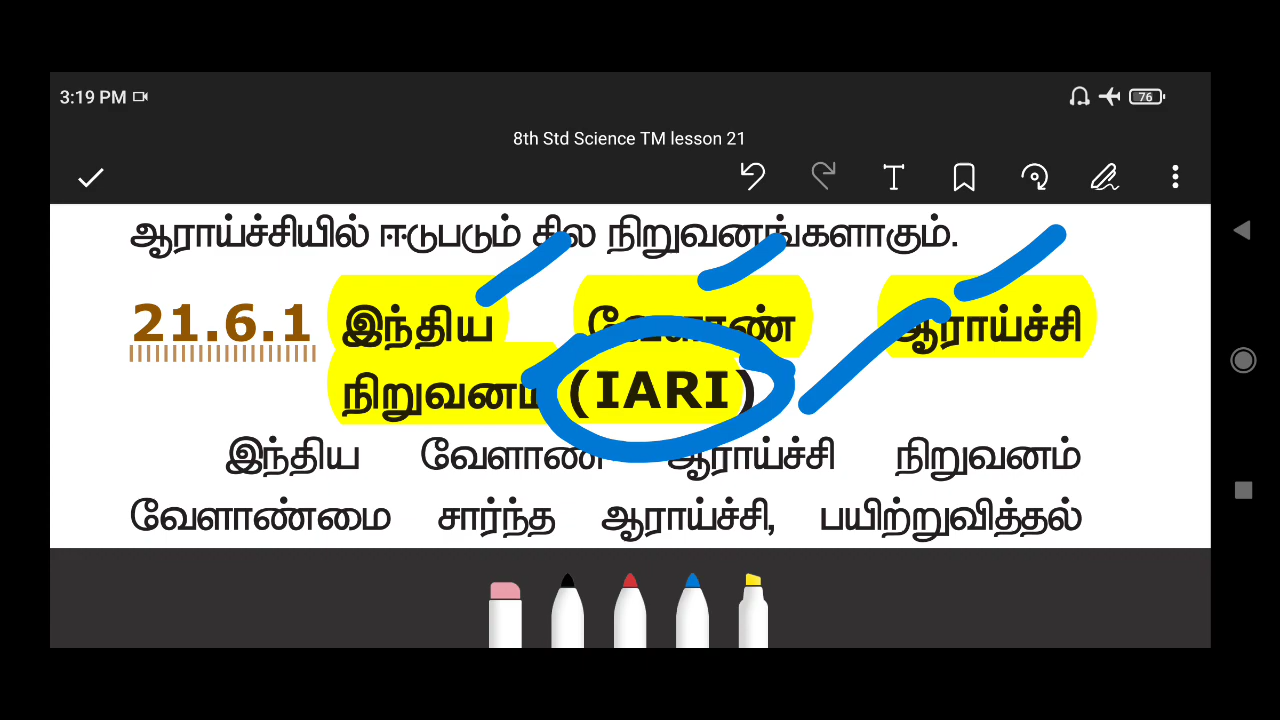 3:19 PM
76
8th Std Science TM lesson 21
ஆராய்ச்சியில் ஈடுபடும் சில நிறுவனங்களாகும்.
21.6.1 இந்திய வேளாண் ஆராய்ச்சி
நிறுவனம் (IARI)
இந்திய வேளாண் ஆராய்ச்சி நிறுவனம்
வேளாண்மை சார்ந்த ஆராய்ச்சி, பயிற்றுவித்தல்